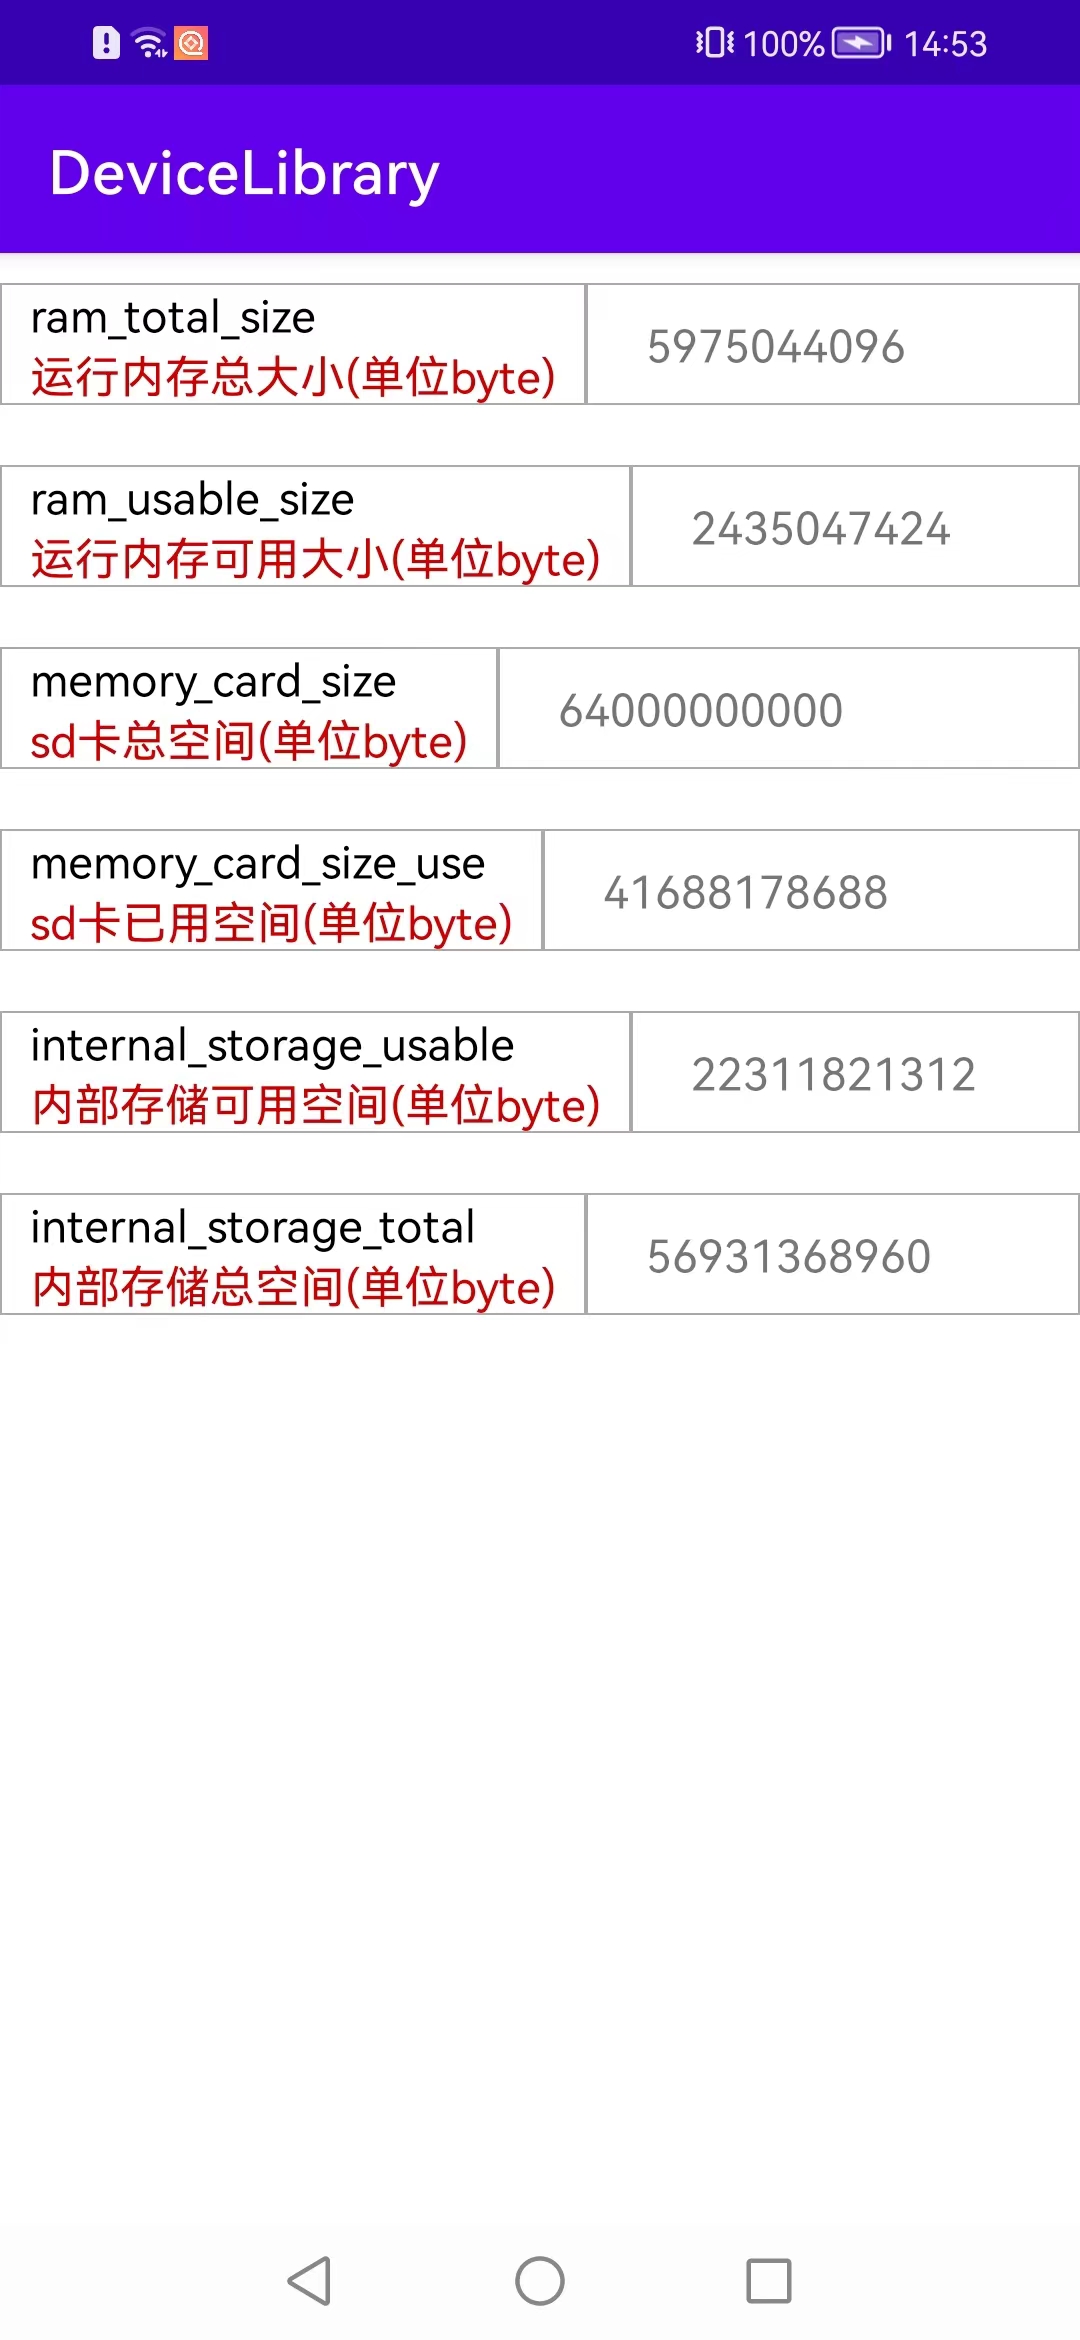 100% 14:53
DeviceLibrary
ram_total_size
运行内存总大小(单位byte)
5975044096
ram_usable_size
运行内存可用大小(单位byte)
2435047424
memory_card_size
sd卡总空间(单位byte)
64000000000
memory_card_size_use
sd卡已用空间(单位byte)
41688178688
internal_storage_usable
内部存储可用空间(单位byte)
22311821312
internal_storage_total
内部存储总空间(单位byte)
56931368960